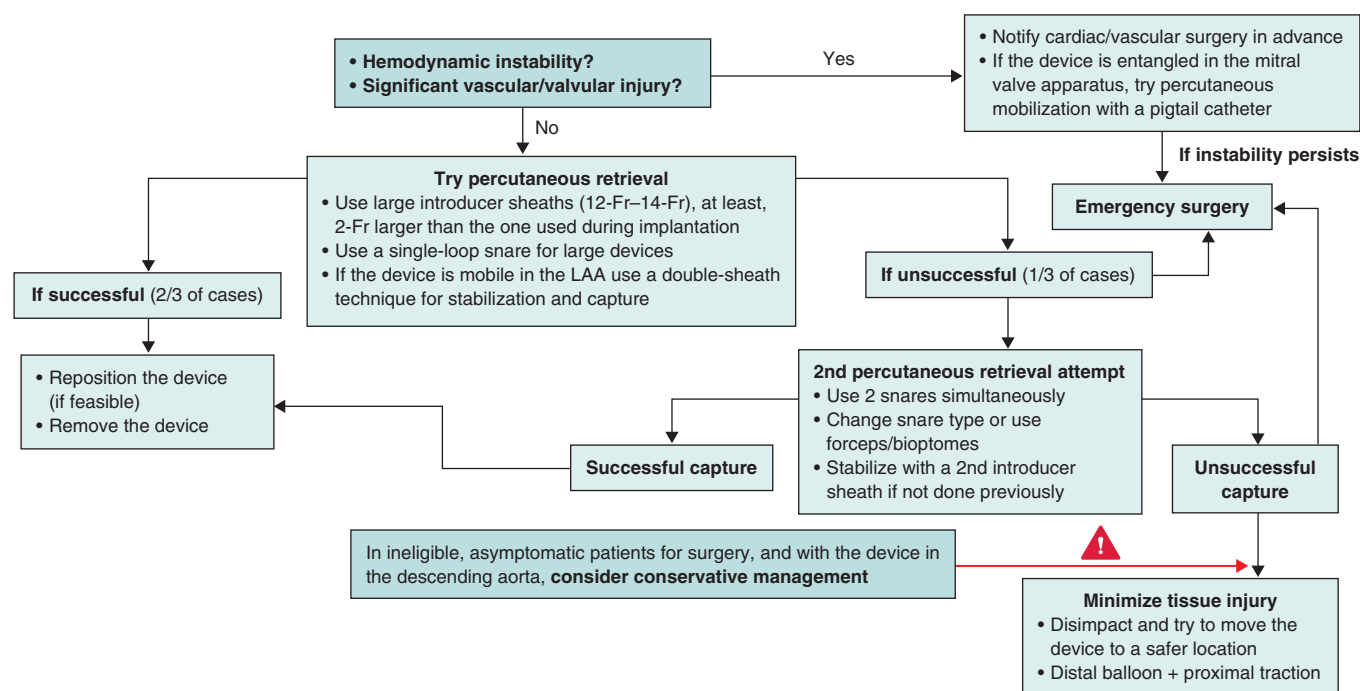 • Hemodynamic instability?
• Significant vascular/valvular injury?
Yes
• Notify cardiac/vascular surgery in advance
• If the device is entangled in the mitral
valve apparatus, try percutaneous
mobilization with a pigtail catheter
No
If instability persists
Try percutaneous retrieval
• Use large introducer sheaths (12-Fr–14-Fr), at least,
2-Fr larger than the one used during implantation
• Use a single-loop snare for large devices
• If the device is mobile in the LAA use a double-sheath
technique for stabilization and capture
Emergency surgery
If successful (2/3 of cases)
If unsuccessful (1/3 of cases)
• Reposition the device
(if feasible)
• Remove the device
2nd percutaneous retrieval attempt
• Use 2 snares simultaneously
• Change snare type or use
forceps/bioptomes
• Stabilize with a 2nd introducer
sheath if not done previously
Successful capture
Unsuccessful
capture
In ineligible, asymptomatic patients for surgery, and with the device in
the descending aorta, consider conservative management
!
Minimize tissue injury
• Disimpact and try to move the
device to a safer location
• Distal balloon + proximal traction